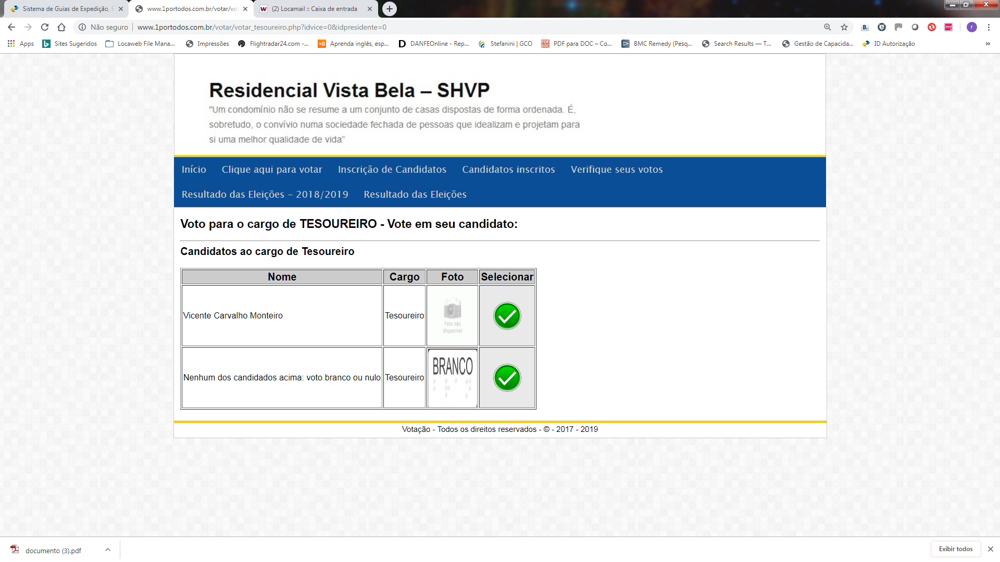 Sistema de Guias de Expedição, E
www.1portodos.com.br/votar/vo
(2) Locamail :: Caixa de entrada
Não seguro
www.1portodos.com.br/votar/votar_tesoureiro.php?idvice=0&idpresidente=0
Apps
Sites Sugeridos
Locaweb File Mana...
Impressões
Flightradar24.com -...
Aprenda inglês, esp...
DANFEOnline - Rep...
Stefanini | GCO
PDF para DOC – Co...
BMC Remedy (Pesq...
Search Results — T...
Gestão de Capacida...
ID Autorização
Residencial Vista Bela – SHVP
"Um condomínio não se resume a um conjunto de casas dispostas de forma ordenada. É,
sobretudo, o convívio numa sociedade fechada de pessoas que idealizam e projetam para
si uma melhor qualidade de vida"
Início
Clique aqui para votar
Inscrição de Candidatos
Candidatos inscritos
Verifique seus votos
Resultado das Eleições - 2018/2019
Resultado das Eleições
Voto para o cargo de TESOUREIRO - Vote em seu candidato:
Candidatos ao cargo de Tesoureiro
Nome
Cargo
Foto
Selecionar
Vicente Carvalho Monteiro
Tesoureiro
Foto não
disponível
Nenhum dos candidados acima: voto branco ou nulo
Tesoureiro
BRANCO
Votação - Todos os direitos reservados - © - 2017 - 2019
documento (3).pdf
Exibir todos